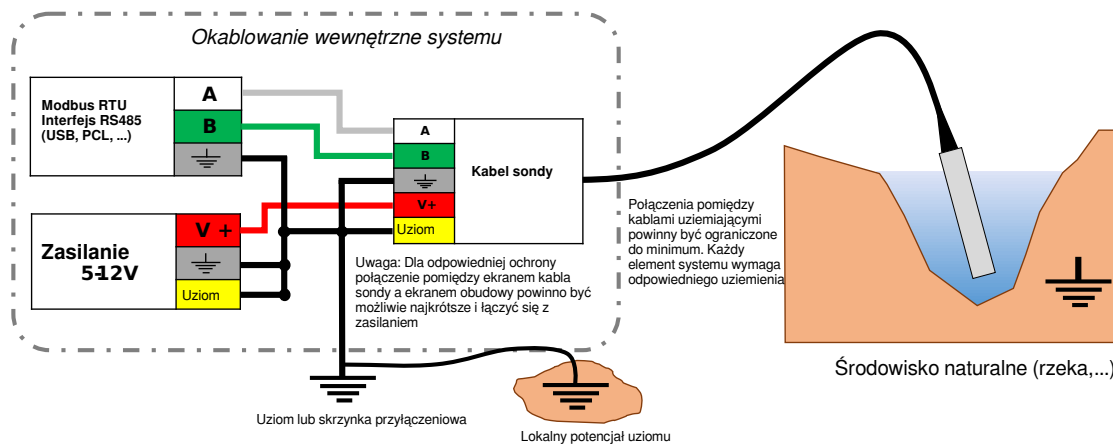 Okablowanie wewnętrzne systemu
Modbus RTU
Interfejs RS485
(USB, PCL, ...)
A
B
Zasilanie
5-12V
V +
Uziom
A
B
V+
Uziom
Kabel sondy
Uwaga: Dla odpowiedniej ochrony
połączenie pomiędzy ekranem kabla
sondy a ekranem obudowy powinno być
możliwie najkrótsze i łączyć się z
zasilaniem
Połączenia pomiędzy
kablami uziemiającymi
powinny być ograniczone
do minimum. Każdy
element systemu wymaga
odpowiedniego uziemienia
Środowisko naturalne (rzeka,...)
Uziom lub skrzynka przyłączeniowa
Lokalny potencjał uziomu